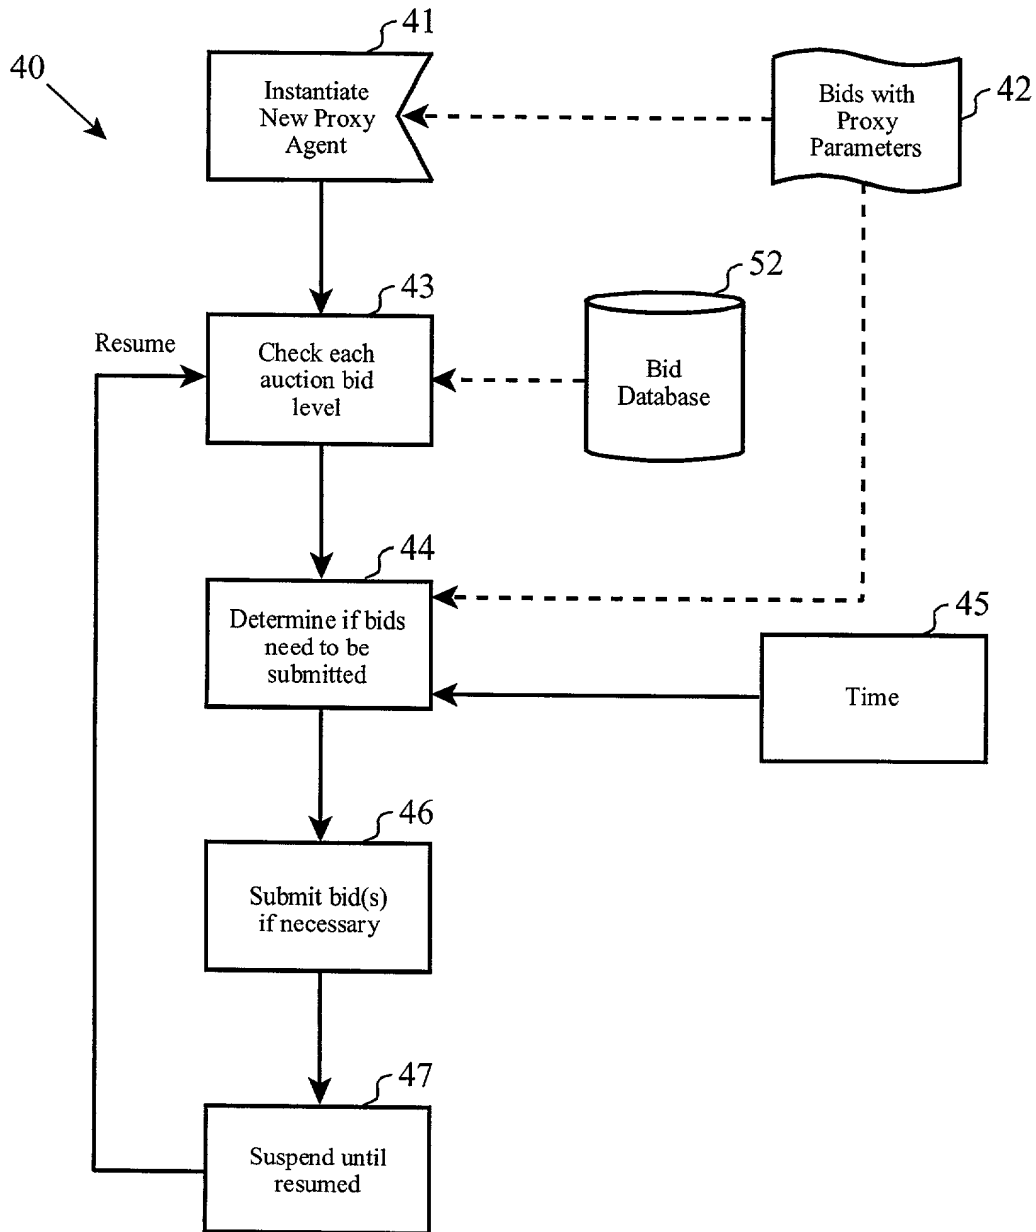 41
40
Instantiate
New Proxy
Agent
Bids with
Proxy
Parameters
42
52
43
Resume
Check each
auction bid
level
Bid
Database
44
Determine if bids
need to be
submitted
45
Time
46
Submit bid(s)
if necessary
47
Suspend until
resumed